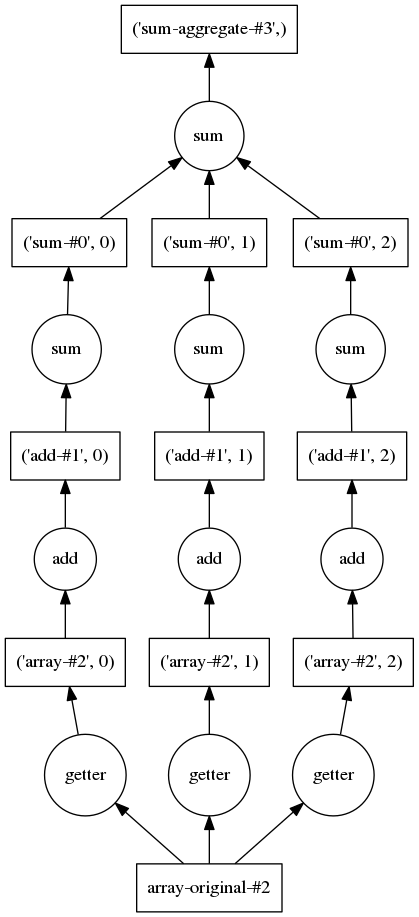 ('sum-aggregate-#3',)
sum
('sum-#0', 0)
('sum-#0', 1)
('sum-#0', 2)
sum
sum
sum
('add-#1', 0)
('add-#1', 1)
('add-#1', 2)
add
add
add
('array-#2', 0)
('array-#2', 1)
('array-#2', 2)
getter
getter
getter
array-original-#2